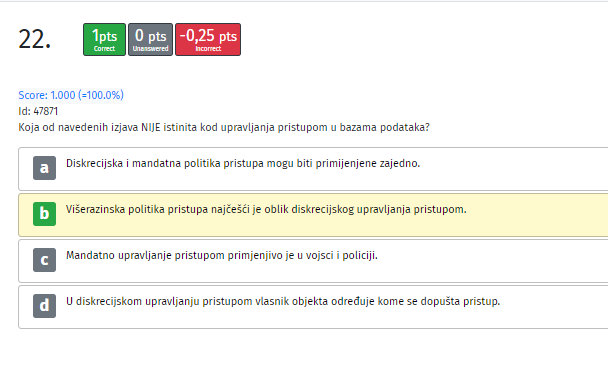 22.
1pts
Correct
0 pts
Unanswered
-0,25 pts
Incorrect
Score: 1.000 (=100.0%)
Id: 47871
Koja od navedenih izjava NIJE istinita kod upravljanja pristupom u bazama podataka?
a Diskrecijska i mandatna politika pristupa mogu biti primijenjene zajedno.
b Višerazinska politika pristupa najčešći je oblik diskrecijskog upravljanja pristupom.
c Mandatno upravljanje pristupom primjenjivo je u vojsci i policiji.
d U diskrecijskom upravljanju pristupom vlasnik objekta određuje kome se dopušta pristup.